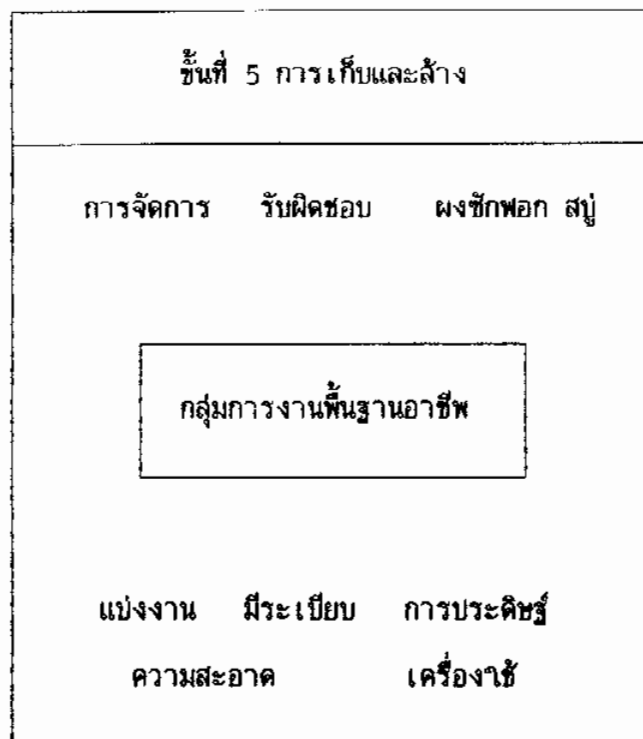 ขั้นที่ 5 การเก็บและล้าง
การจัดการ รับผิดชอบ ผงซักฟอก สบู่
กลุ่มการงานพื้นฐานอาชีพ
แบ่งงาน มีระเบียบ การประดิษฐ์
ความสะอาด เครื่องใช้